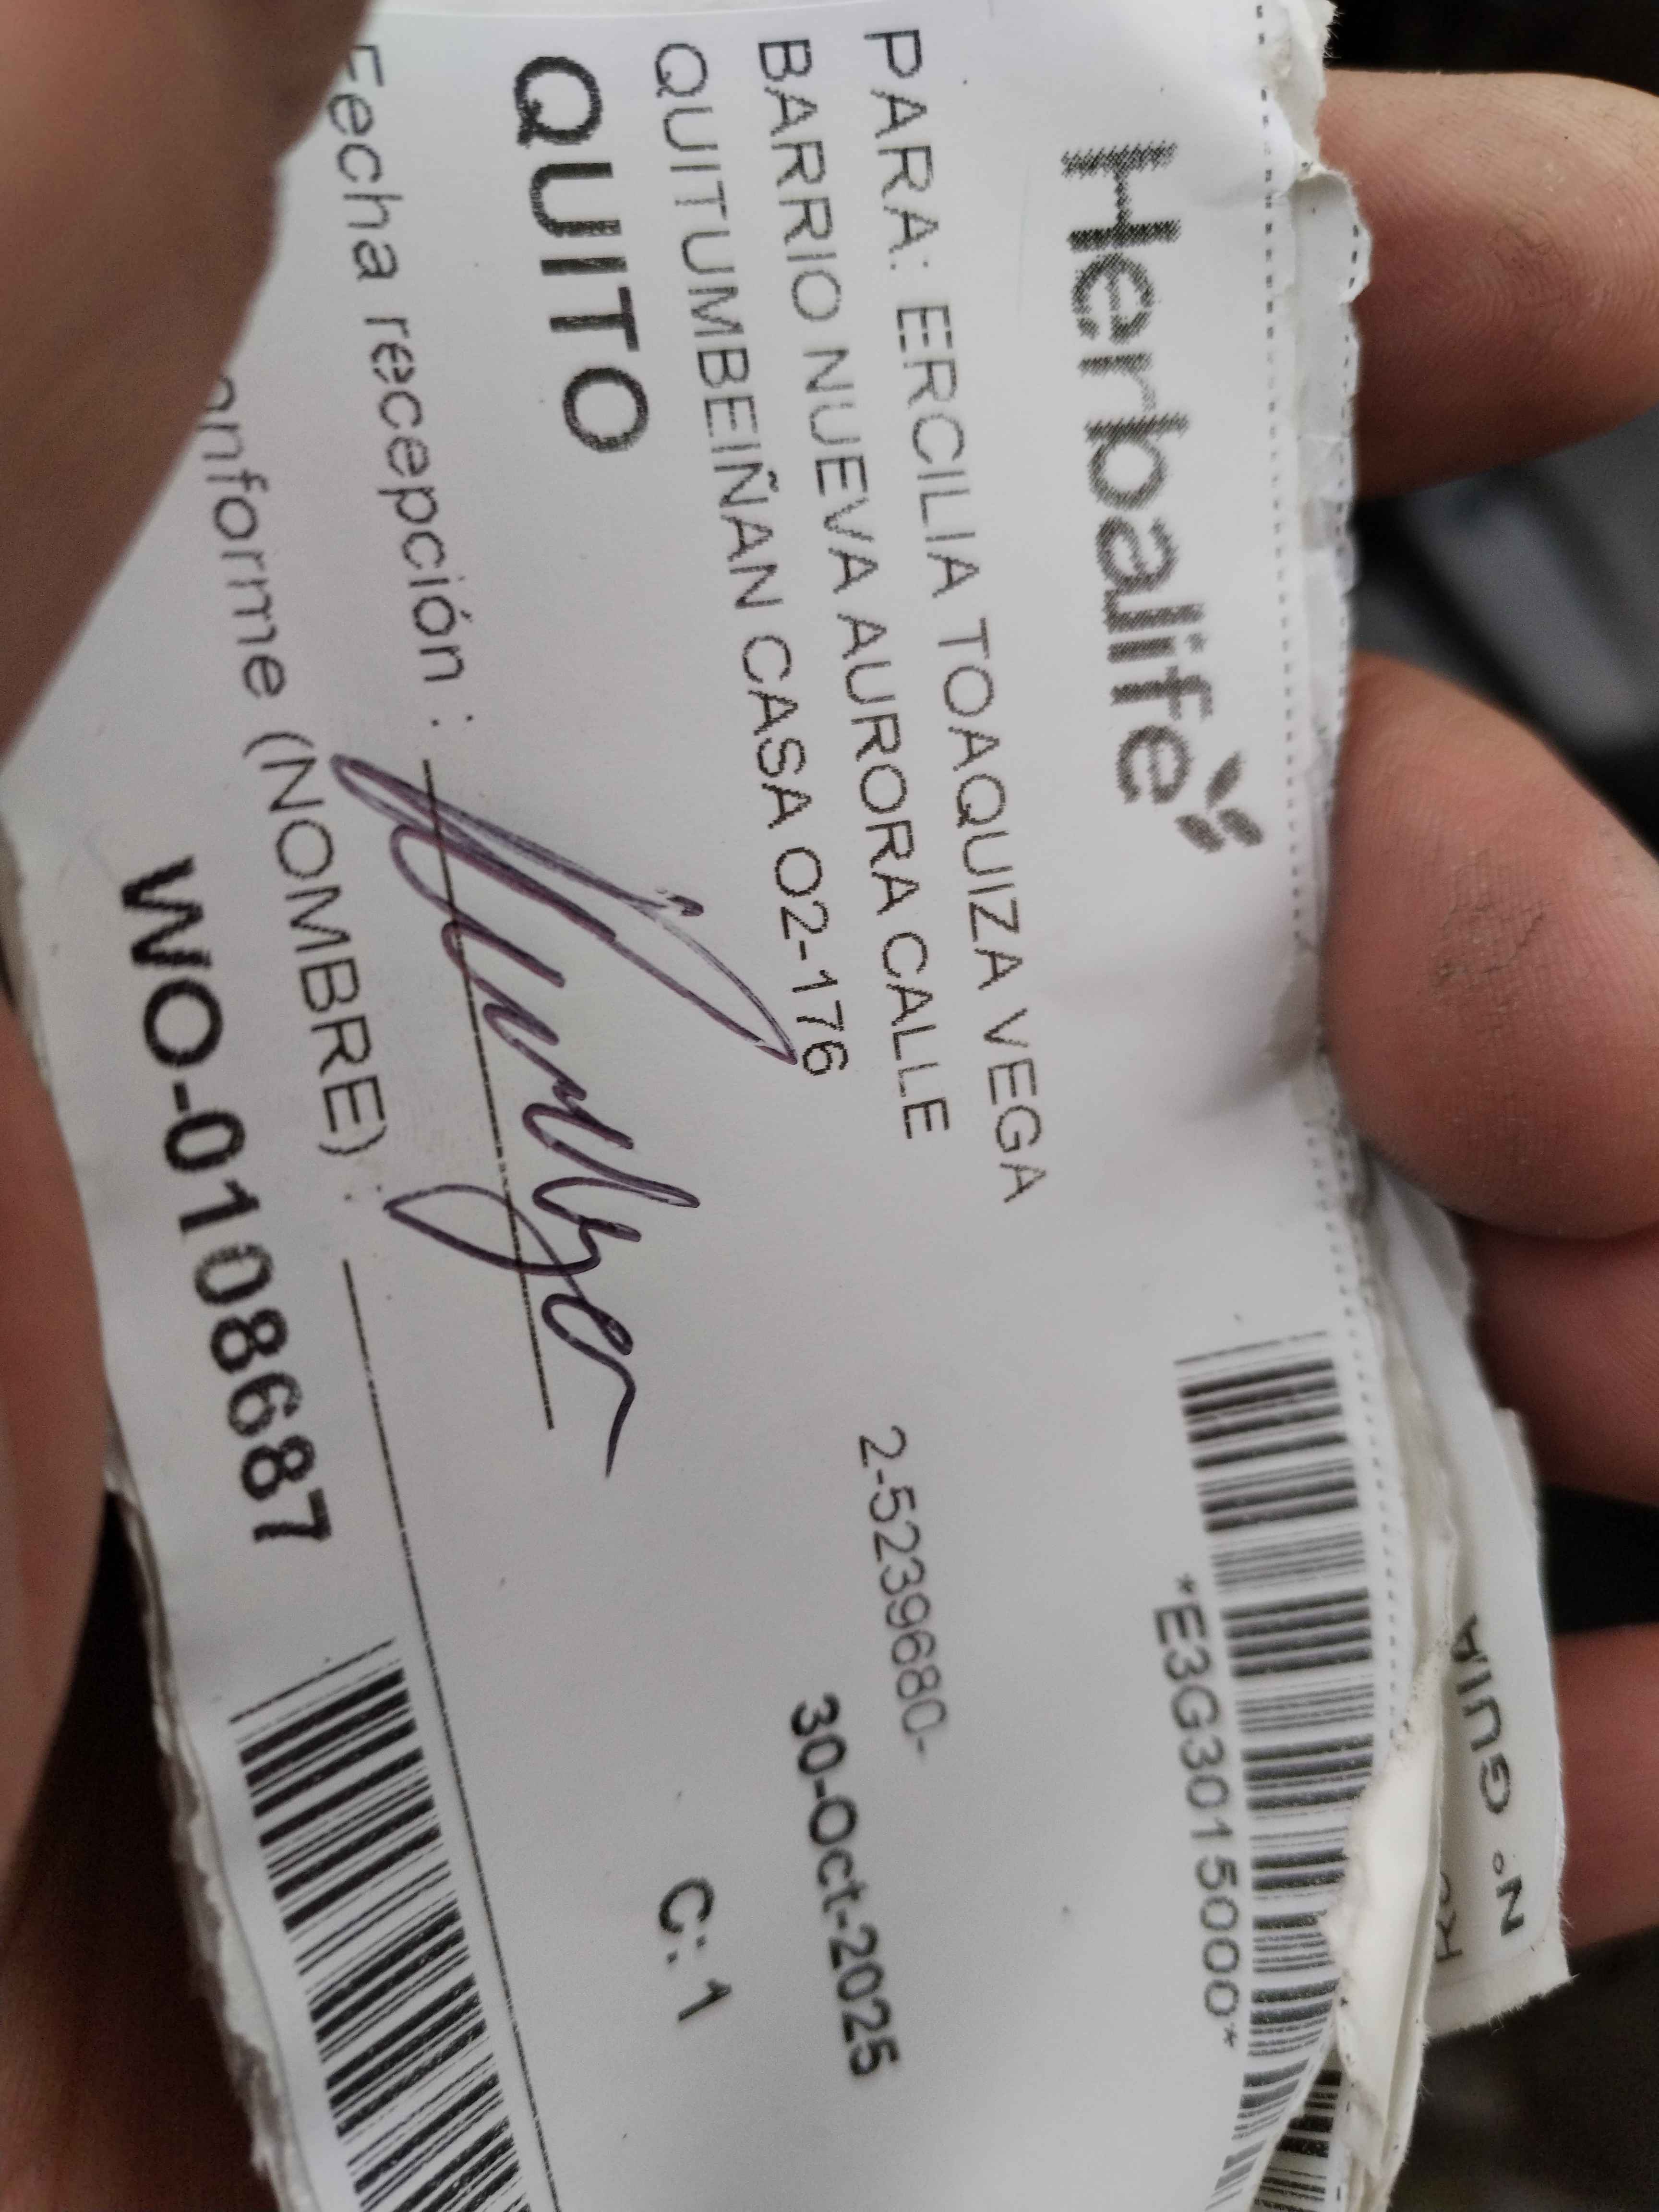 Herbalife
*E3G3015000*
PARA: ERCILIA TOAQUIZA VEGA
BARRIO NUEVA AURORA CALLE
QUITUMBEIÑAN CASA O2-176
2-5239680-
30-Oct-2025
QUITO
C: 1
Fecha recepción :
onforme (NOMBRE) :
WO-0108687
N° GUIA